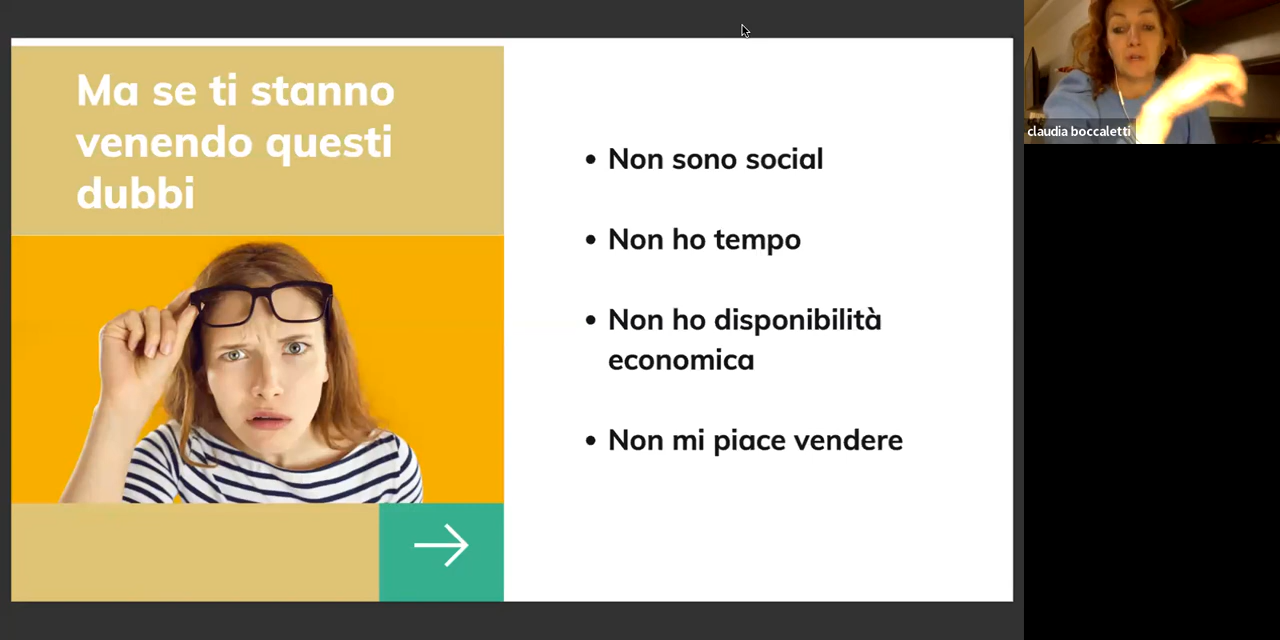 Ma se ti stanno
venendo questi
dubbi
• Non sono social
• Non ho tempo
• Non ho disponibilità
economica
• Non mi piace vendere
claudia boccaletti